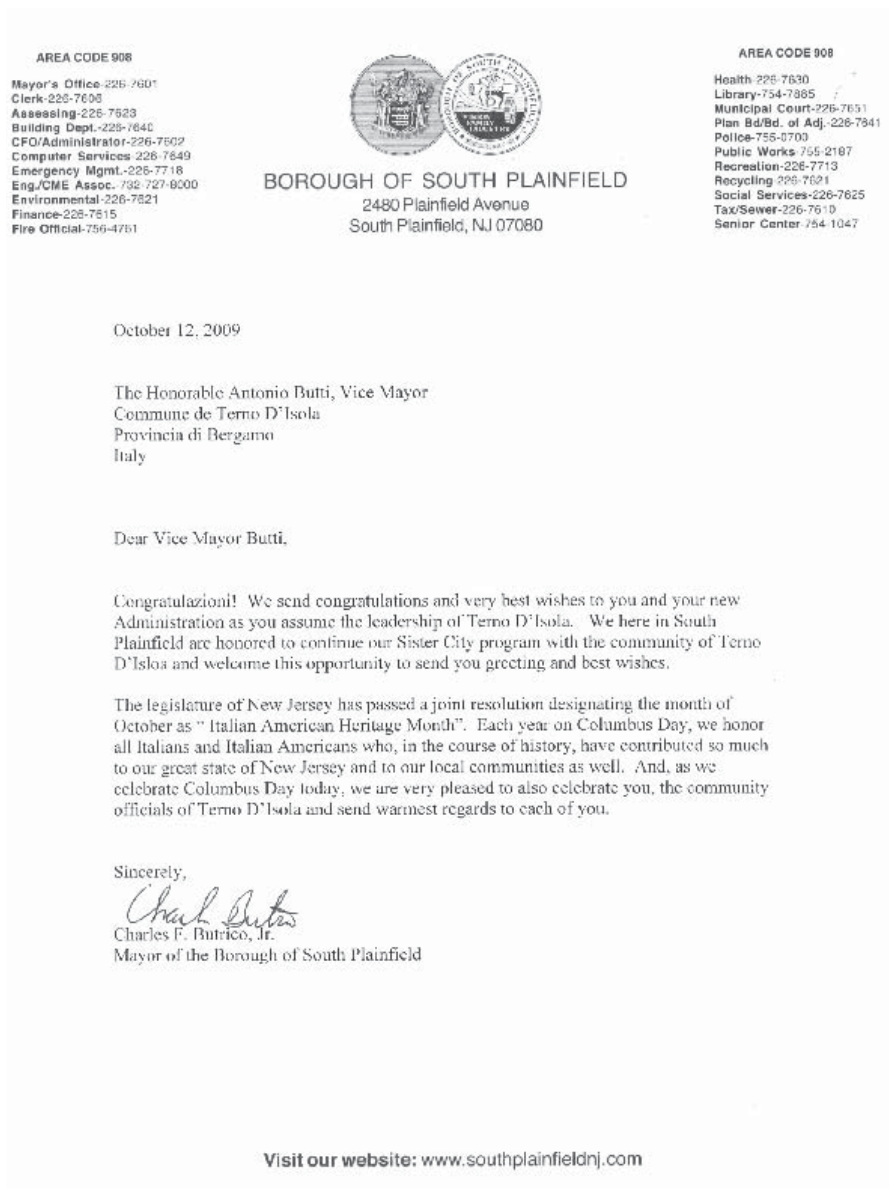 AREA CODE 908
Mayor's Office-226-7601
Clerk-226-7606
Assessing-226-7623
Building Dept.-226-7640
CFO/Administrator-226-7602
Computer Services-226-7649
Emergency Mgmt.-226-7718
Eng./CME Assoc.-732-727-8000
Environmental-226-7621
Finance-226-7615
Fire Official-756-4761
BOROUGH OF SOUTH PLAINFIELD
2480 Plainfield Avenue
South Plainfield, NJ 07080
AREA CODE 908
Health-226-7630
Library-754-7885
Municipal Court-226-7651
Plan Bd/Bd. of Adj.-226-7641
Police-755-0700
Public Works-755-2187
Recreation-226-7713
Recycling-226-7621
Social Services-226-7625
Tax/Sewer-226-7610
Senior Center-754-1047
October 12, 2009
The Honorable Antonio Butti, Vice Mayor
Commune de Terno D'Isola
Provincia di Bergamo
Italy
Dear Vice Mayor Butti,
Congratulazioni! We send congratulations and very best wishes to you and your new
Administration as you assume the leadership of Terno D'Isola. We here in South
Plainfield are honored to continue our Sister City program with the community of Terno
D'Isloa and welcome this opportunity to send you greeting and best wishes.
The legislature of New Jersey has passed a joint resolution designating the month of
October as " Italian American Heritage Month". Each year on Columbus Day, we honor
all Italians and Italian Americans who, in the course of history, have contributed so much
to our great state of New Jersey and to our local communities as well. And, as we
celebrate Columbus Day today, we are very pleased to also celebrate you, the community
officials of Terno D'Isola and send warmest regards to each of you.
Sincerely,
Charles F. Butrico, Jr.
Mayor of the Borough of South Plainfield
Visit our website: www.southplainfieldnj.com